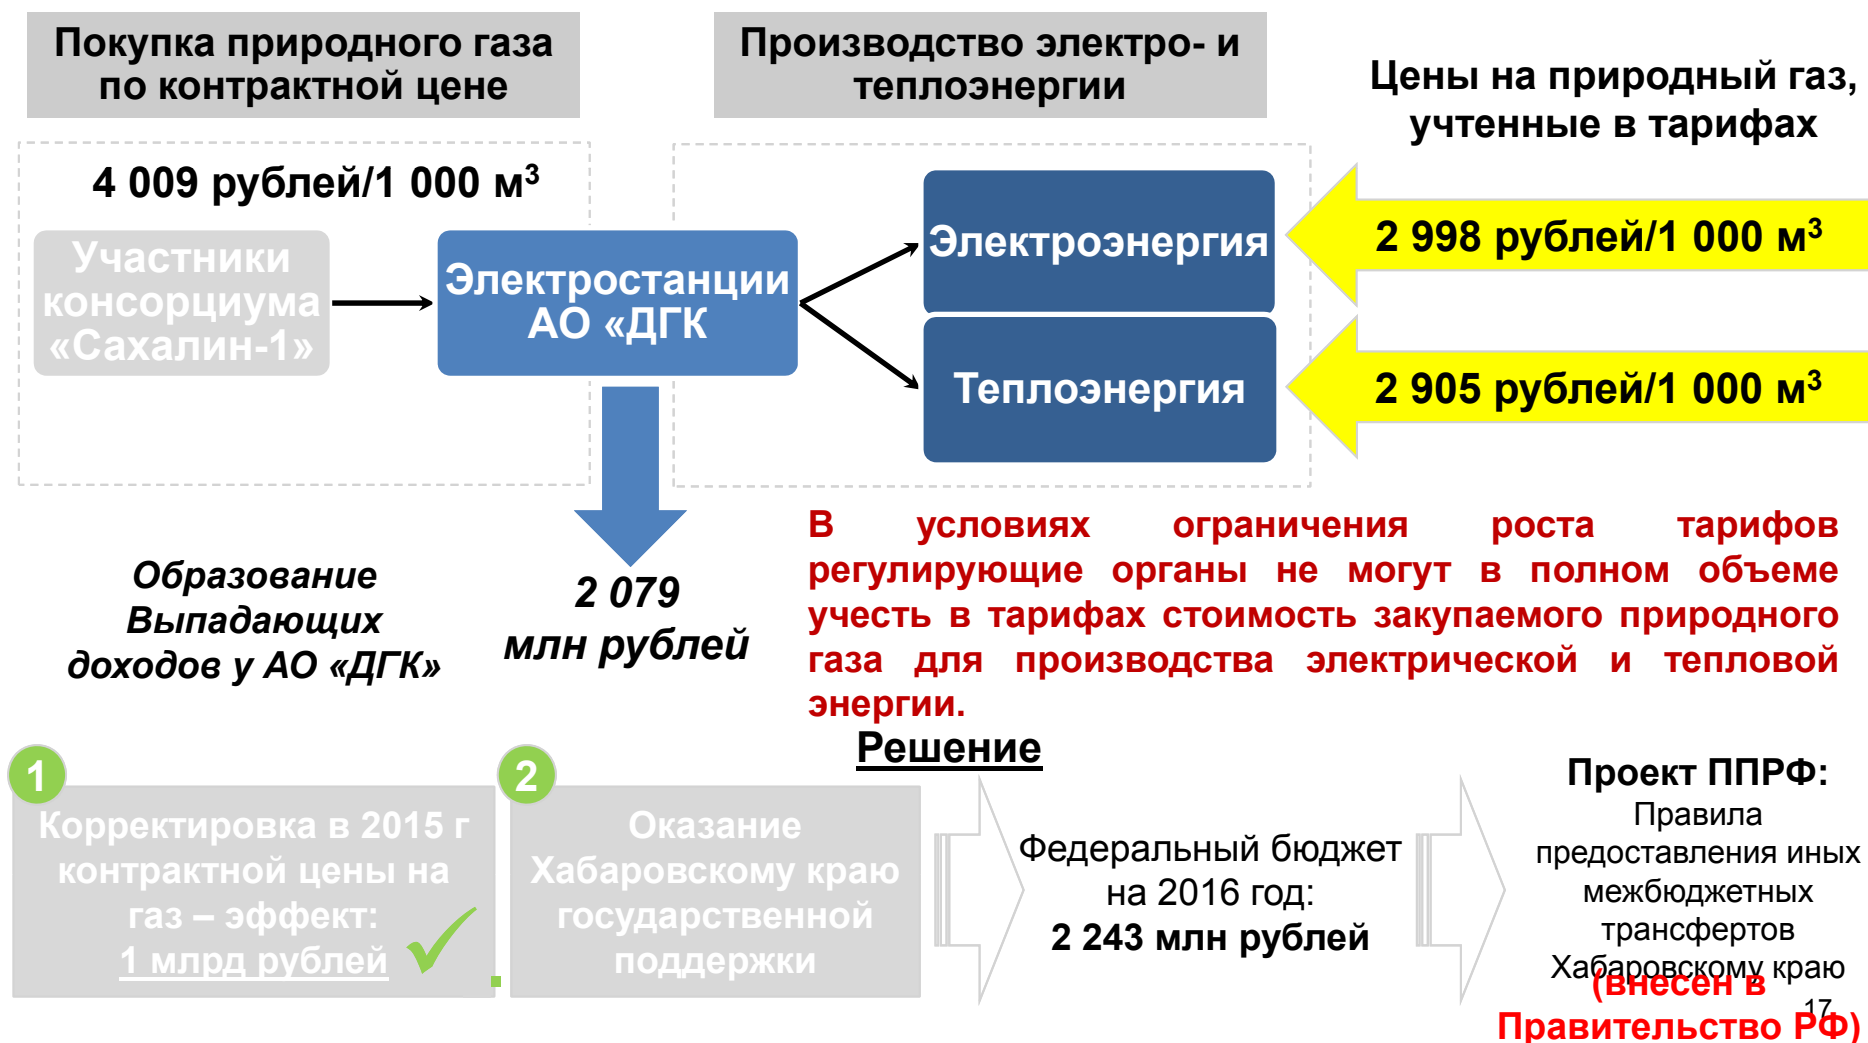 Покупка природного газа
по контрактной цене
Производство электро- и
теплоэнергии
Цены на природный газ,
учтенные в тарифах
4 009 рублей/1 000 м³
Участники
консорциума
«Сахалин-1»
Электростанции
АО «ДГК
Электроэнергия
Теплоэнергия
2 998 рублей/1 000 м³
2 905 рублей/1 000 м³
Образование
Выпадающих
доходов у АО «ДГК»
2 079
млн рублей
В условиях ограничения роста тарифов
регулирующие органы не могут в полном объеме
учесть в тарифах стоимость закупаемого природного
газа для производства электрической и тепловой
энергии.
Решение
1
Корректировка в 2015 г
контрактной цены на
газ – эффект:
1 млрд рублей
.
2
Оказание
Хабаровскому краю
государственной
поддержки
Федеральный бюджет
на 2016 год:
2 243 млн рублей
Проект ППРФ:
Правила
предоставления иных
межбюджетных
трансфертов
Хабаровскому краю
(внесен в
Правительство РФ)
17